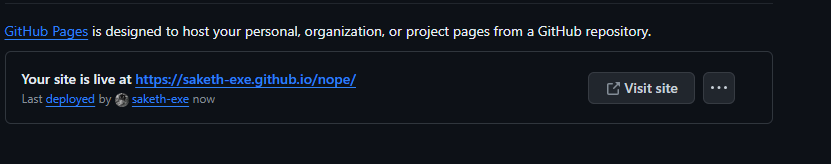 GitHub Pages is designed to host your personal, organization, or project pages from a GitHub repository.
Your site is live at https://saketh-exe.github.io/nope/
Visit site
Last deployed by saketh-exe now